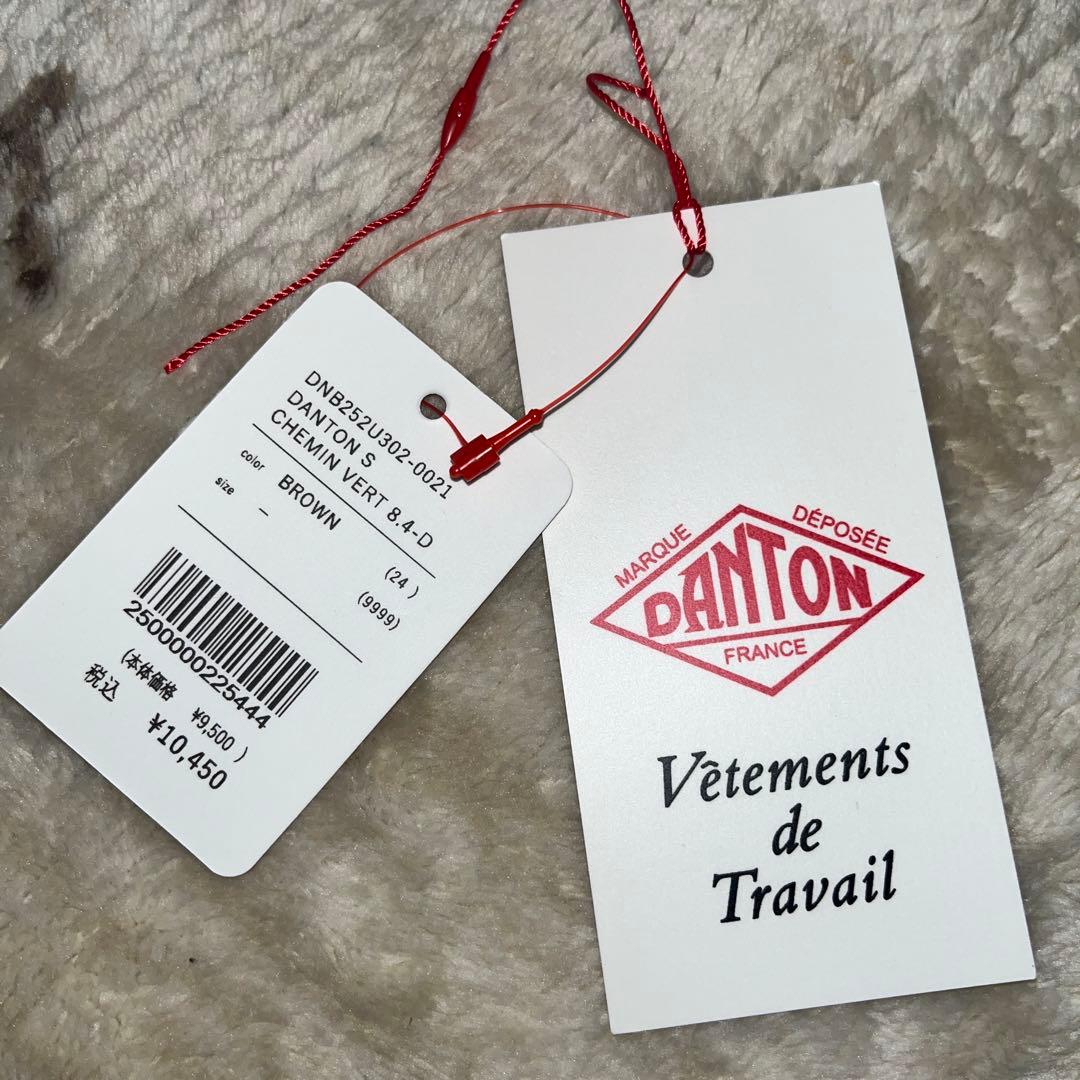 DNB252U302-0021
DANTON S
CHEMIN VERT 8.4-D
color BROWN (24 )
size – (9999)
2500000225444
(本体価格 ¥9,500 )
税込 ¥10,450
MARQUE DÉPOSÉE
DANTON
FRANCE
Vêtements
de
Travail